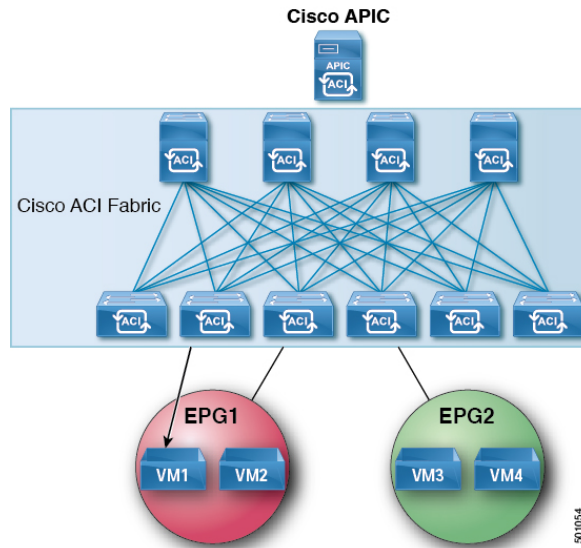 Cisco APIC
APIC
ACI
ACI ACI ACI ACI
Cisco ACI Fabric
ACI ACI ACI ACI ACI ACI
EPG1 EPG2
VM1 VM2 VM3 VM4
501054